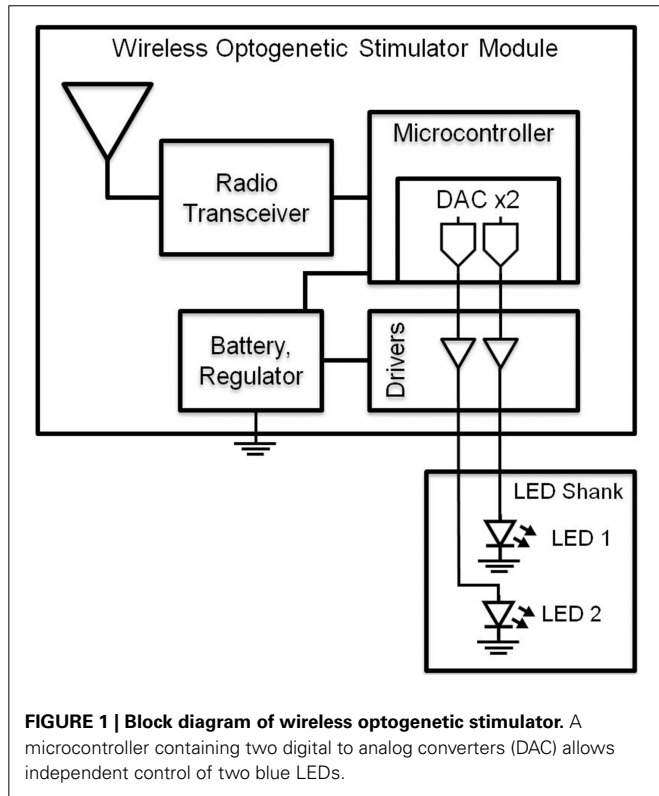 Wireless Optogenetic Stimulator Module
Microcontroller
DAC x2
Radio
Transceiver
Battery,
Regulator
Drivers
LED Shank
LED 1
LED 2
FIGURE 1 | Block diagram of wireless optogenetic stimulator. A
microcontroller containing two digital to analog converters (DAC) allows
independent control of two blue LEDs.